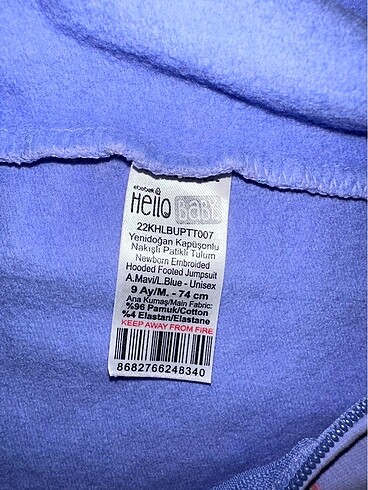 ebebek
Hello BABY
22KHLBUPTT007
Yenidoğan Kapüşonlu
Nakışlı Patikli Tulum
Newborn Embroided
Hooded Footed Jumpsuit
A.Mavi/L.Blue - Unisex
9 Ay/M. - 74 cm
Ana Kumaş/Main Fabric:
%96 Pamuk/Cotton
%4 Elastan/Elastane
KEEP AWAY FROM FIRE
8682766248340